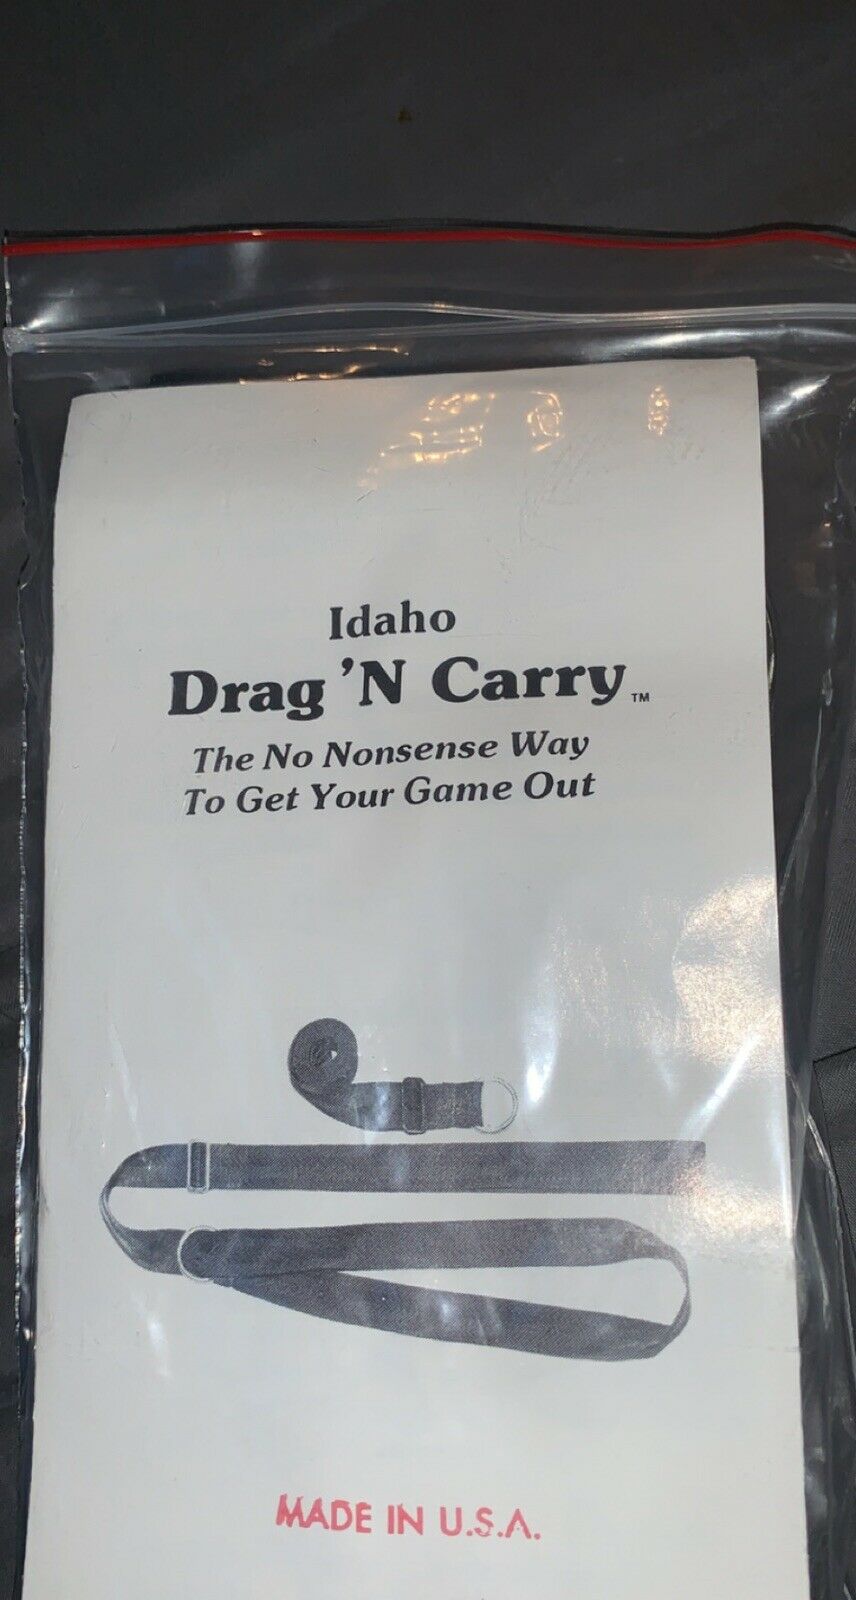 Idaho
Drag 'N Carry™
The No Nonsense Way
To Get Your Game Out
MADE IN U.S.A.